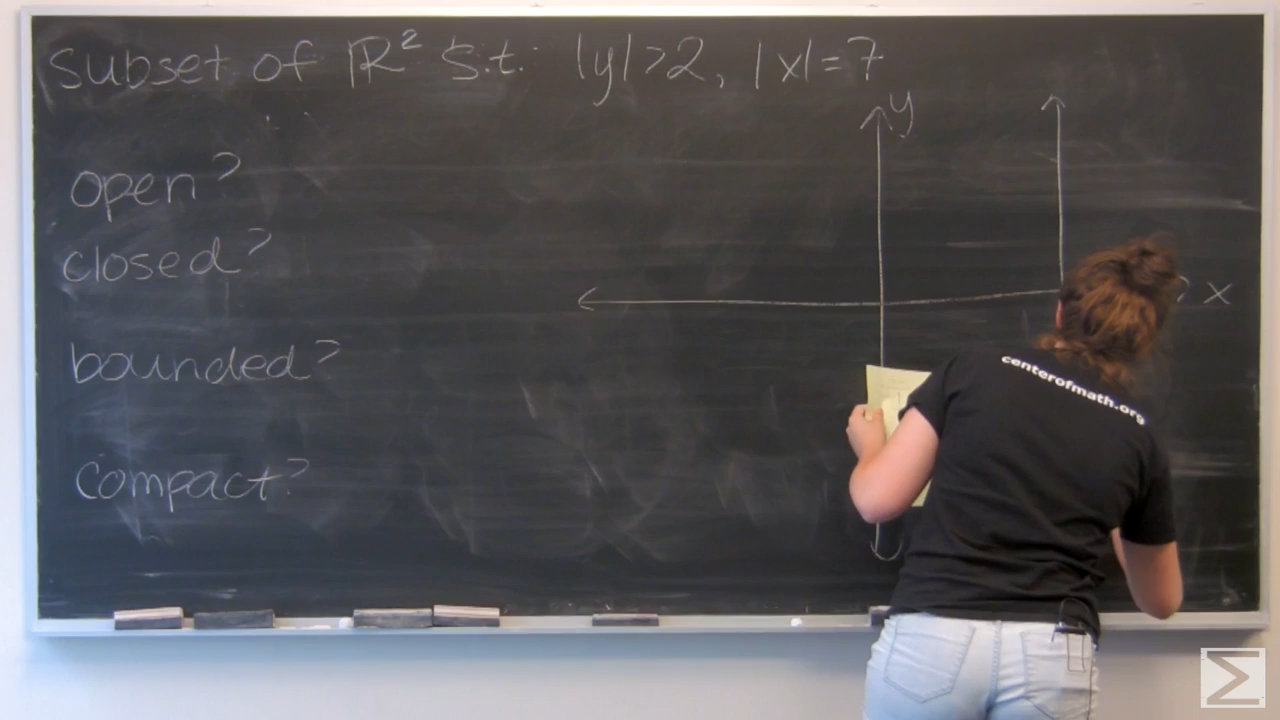 subset of ℝ² s.t. |y|>2, |x|=7
y
open?
closed?
x
bounded?
centerofmath.org
compact?
Σ